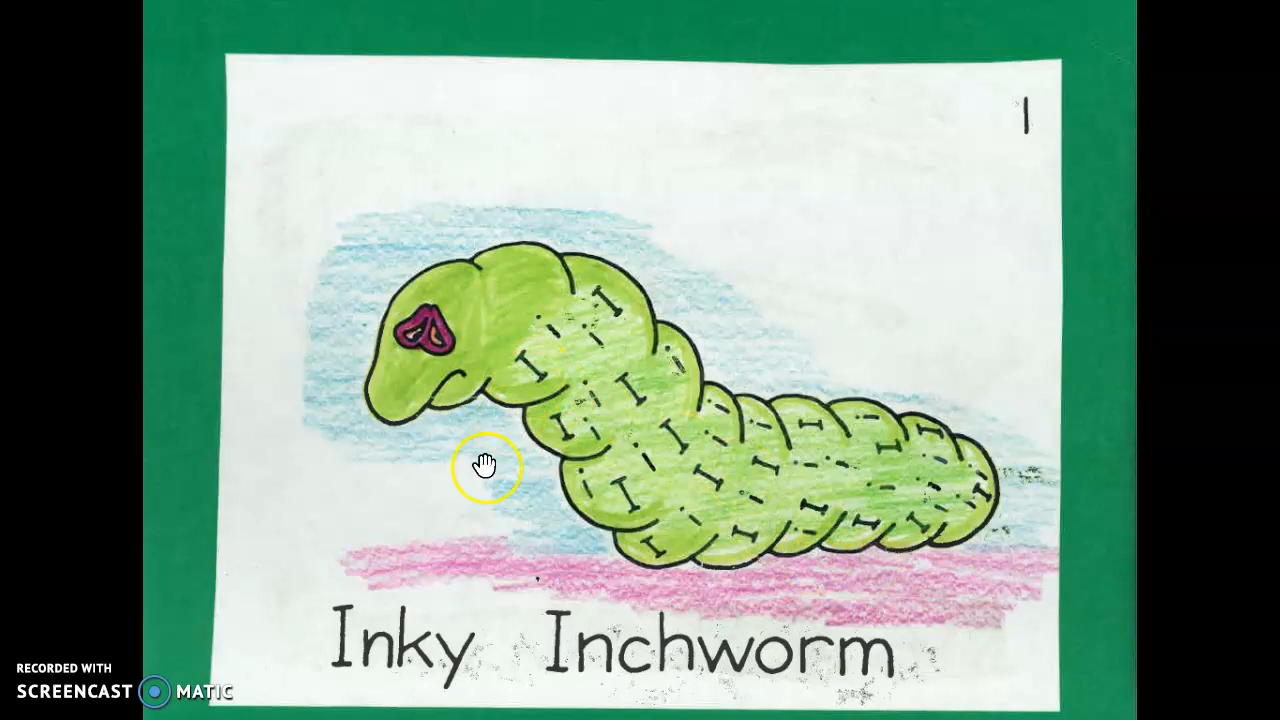 1
I i I
i
I i
I i I i
I i I i
Inky Inchworm
RECORDED WITH
SCREENCAST MATIC